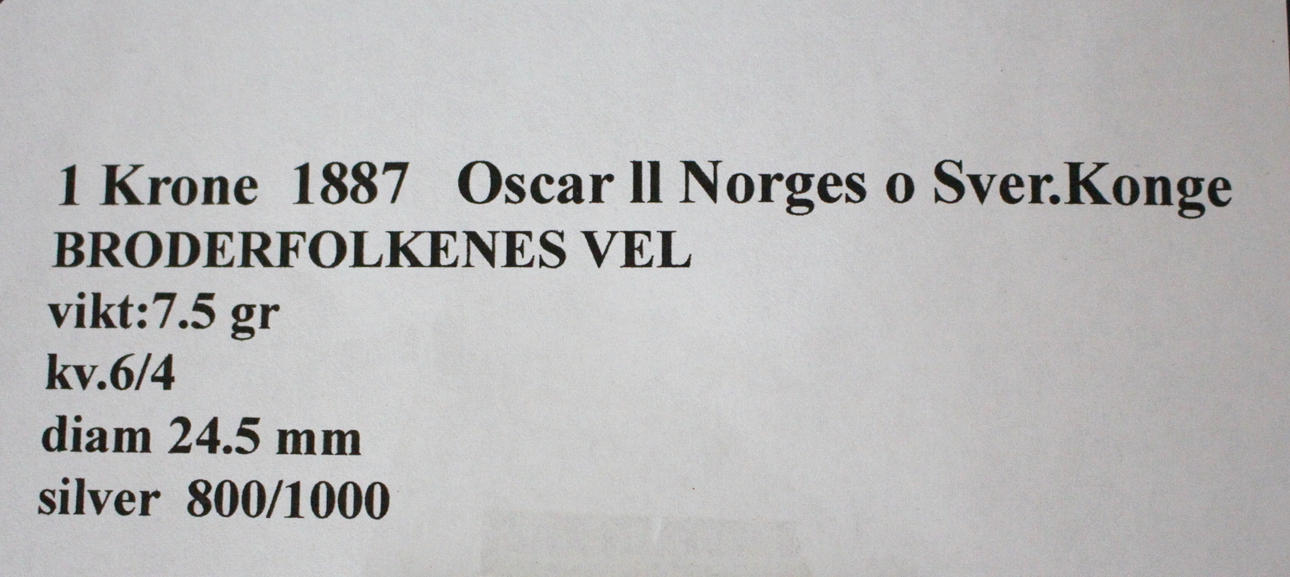 1 Krone 1887 Oscar ll Norges o Sver.Konge
BRODERFOLKENES VEL
vikt:7.5 gr
kv.6/4
diam 24.5 mm
silver 800/1000